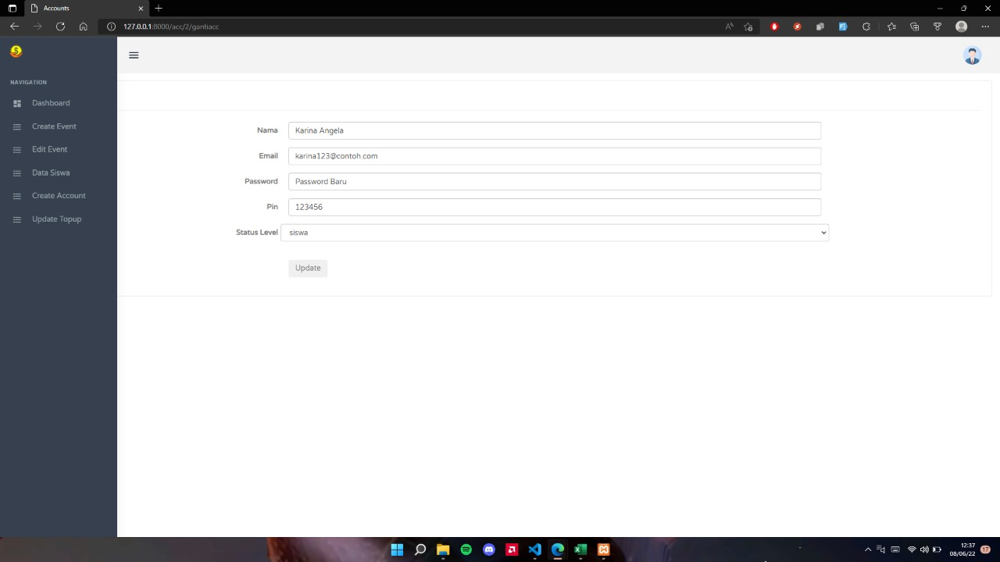 Accounts
127.0.0.1:8000/acc/2/gantiacc
NAVIGATION
Dashboard
Create Event
Edit Event
Data Siswa
Create Account
Update Topup
Nama Karina Angela
Email karina123@contoh.com
Password Password Baru
Pin 123456
Status Level siswa
Update
12:37
08/06/22 17